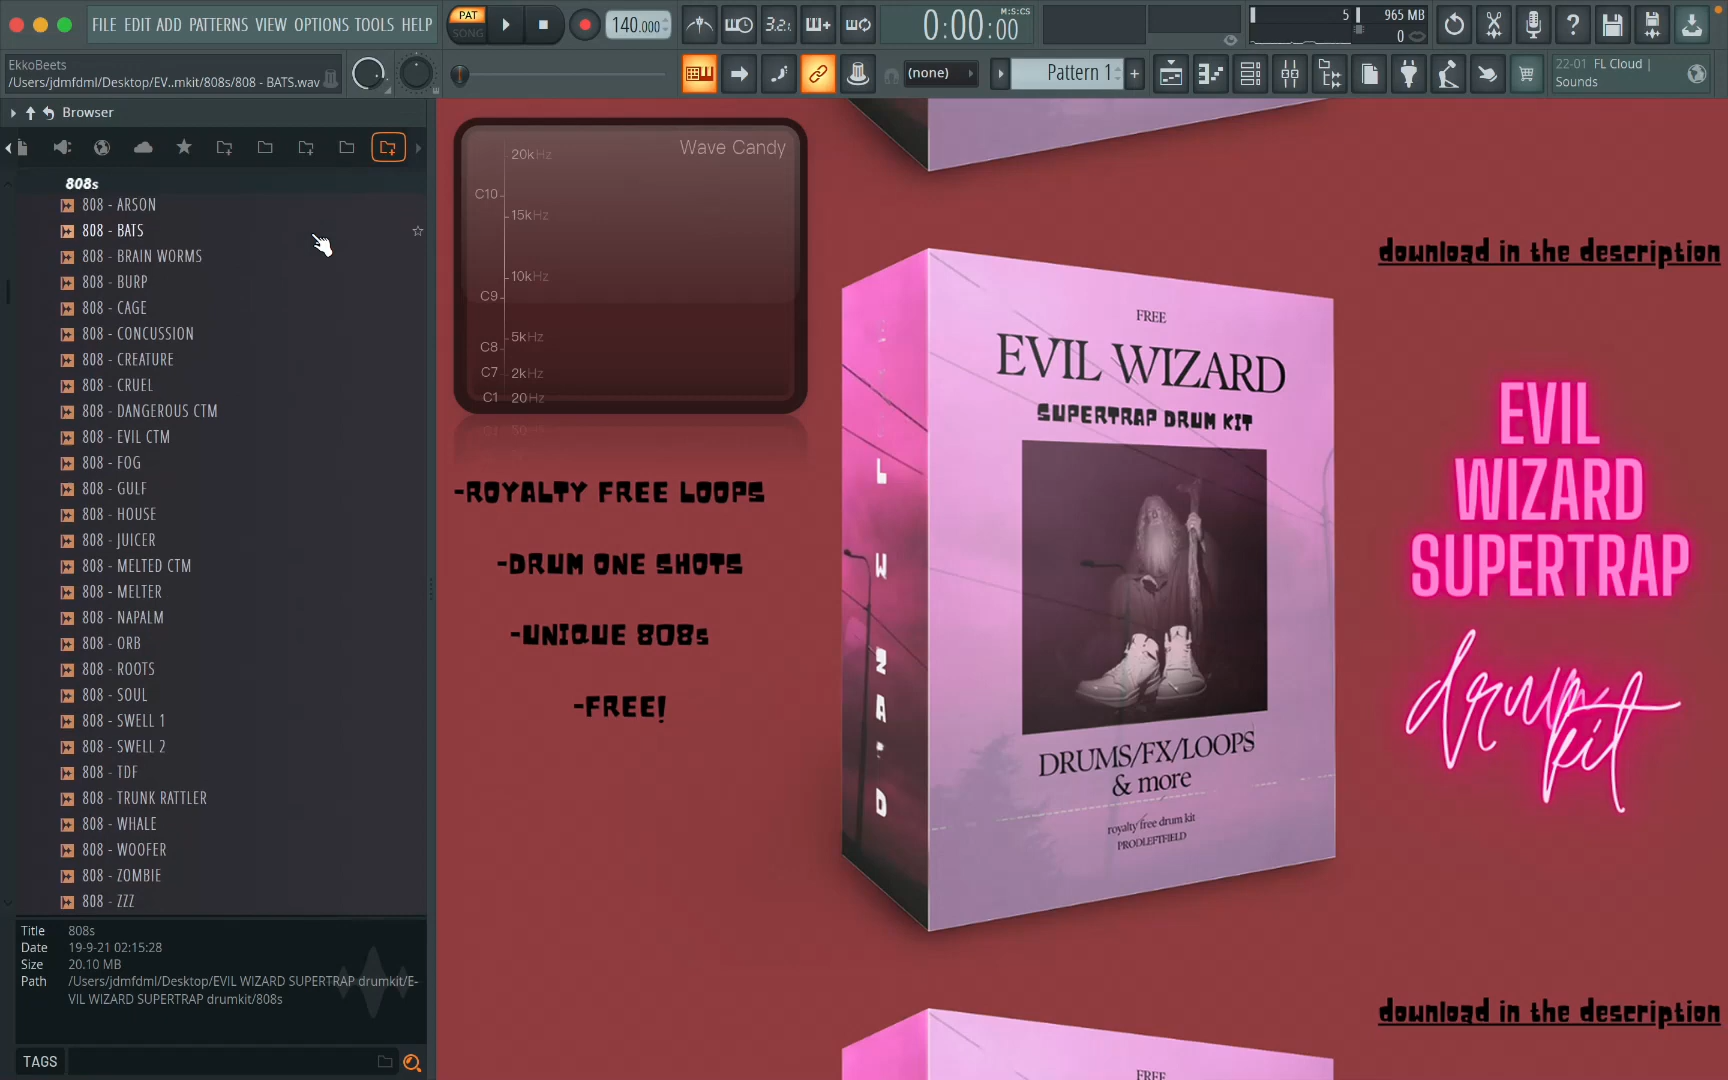 FILE EDIT ADD PATTERNS VIEW OPTIONS TOOLS HELP
PAT
SONG
140.000
3.2.
0:00:00
M:S:CS
5
965 MB
0
EkkoBeets
/Users/jdmfdml/Desktop/EV..mkit/808s/808 - BATS.wav
(none)
Pattern 1
+
22-01 FL Cloud |
Sounds
Browser
808s
808 - ARSON
808 - BATS
808 - BRAIN WORMS
808 - BURP
808 - CAGE
808 - CONCUSSION
808 - CREATURE
808 - CRUEL
808 - DANGEROUS CTM
808 - EVIL CTM
808 - FOG
808 - GULF
808 - HOUSE
808 - JUICER
808 - MELTED CTM
808 - MELTER
808 - NAPALM
808 - ORB
808 - ROOTS
808 - SOUL
808 - SWELL 1
808 - SWELL 2
808 - TDF
808 - TRUNK RATTLER
808 - WHALE
808 - WOOFER
808 - ZOMBIE
808 - ZZZ
Title 808s
Date 19-9-21 02:15:28
Size 20.10 MB
Path /Users/jdmfdml/Desktop/EVIL WIZARD SUPERTRAP drumkit/E-
VIL WIZARD SUPERTRAP drumkit/808s
TAGS
Wave Candy
20kHz
C10
15kHz
10kHz
C9
5kHz
C8
C7 2kHz
C1 20Hz
-ROYALTY FREE LOOPS
-DRUM ONE SHOTS
-UNIQUE 808s
-FREE!
FREE
EVIL WIZARD
SUPERTRAP DRUM KIT
DRUMS/FX/LOOPS
& more
royalty free drum kit
PRODLEFTFIELD
download in the description
EVIL
WIZARD
SUPERTRAP
drum
kit
download in the description
FREE